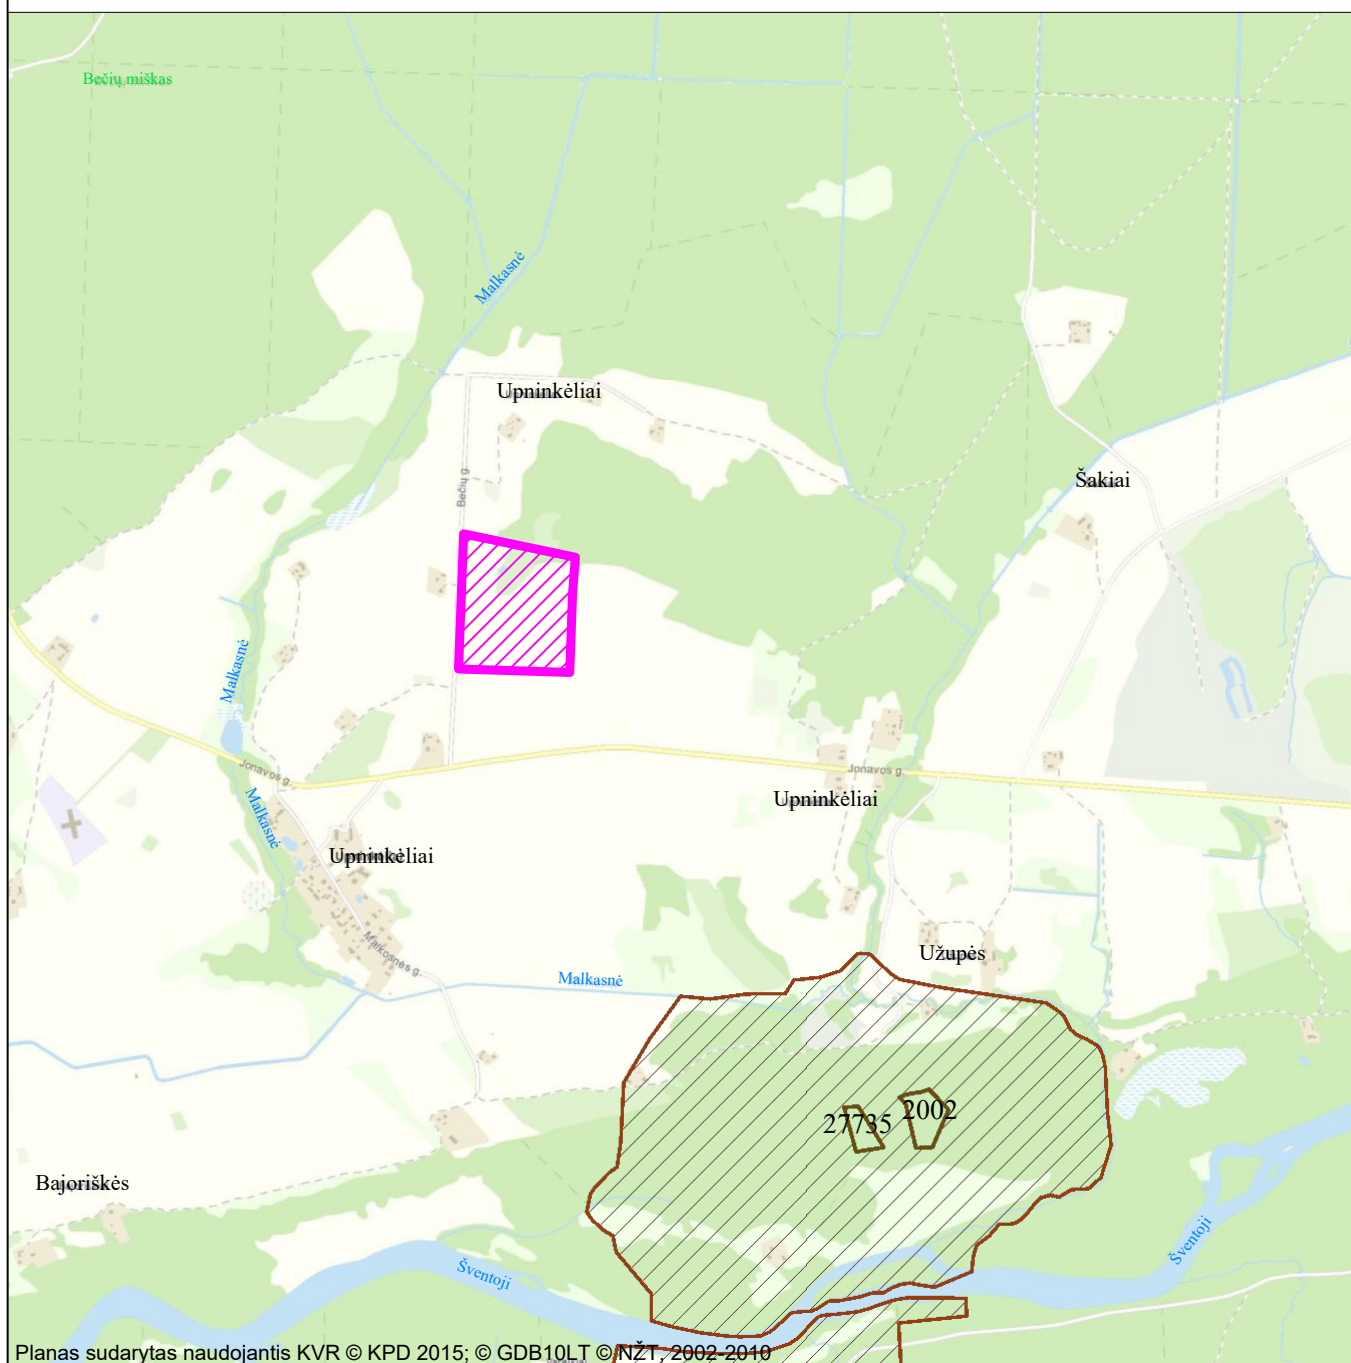 Bečių miškas
Malkasnė
Upninkėliai
Bečių g.
Šakiai
Malkasnė
Jonavos g.
Jonavos g.
Malkasnė
Upninkėliai
Upninkėliai
Malkosnės g.
Užupės
Malkasnė
27735
2002
Bajoriškės
Šventoji
Šventoji
Planas sudarytas naudojantis KVR © KPD 2015; © GDB10LT © NŽT, 2002-2010